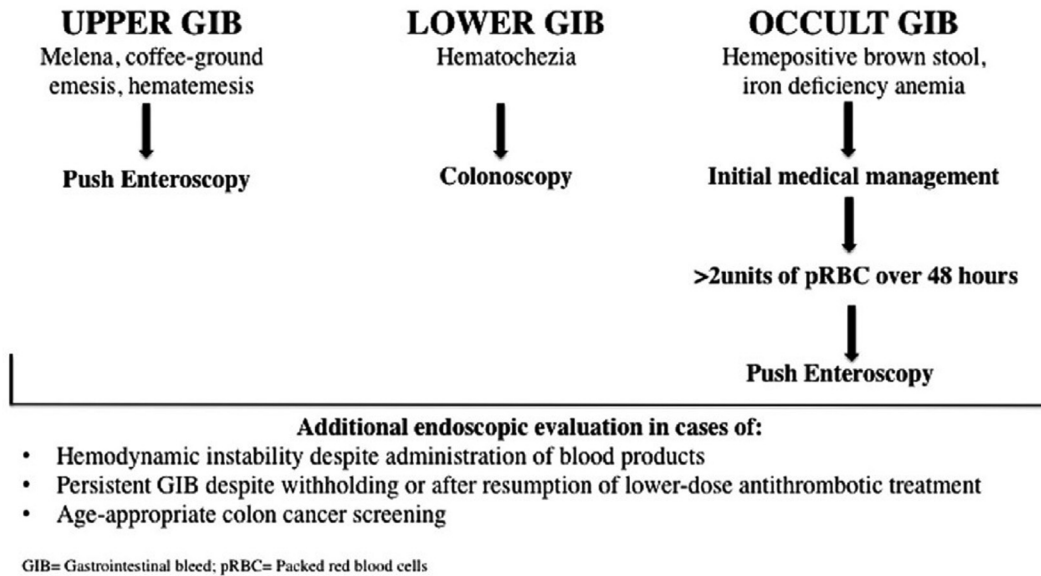 UPPER GIB
Melena, coffee-ground
emesis, hematemesis
Push Enteroscopy
LOWER GIB
Hematochezia
Colonoscopy
OCCULT GIB
Hemepositive brown stool,
iron deficiency anemia
Initial medical management
>2units of pRBC over 48 hours
Push Enteroscopy
Additional endoscopic evaluation in cases of:
• Hemodynamic instability despite administration of blood products
• Persistent GIB despite withholding or after resumption of lower-dose antithrombotic treatment
• Age-appropriate colon cancer screening
GIB= Gastrointestinal bleed; pRBC= Packed red blood cells